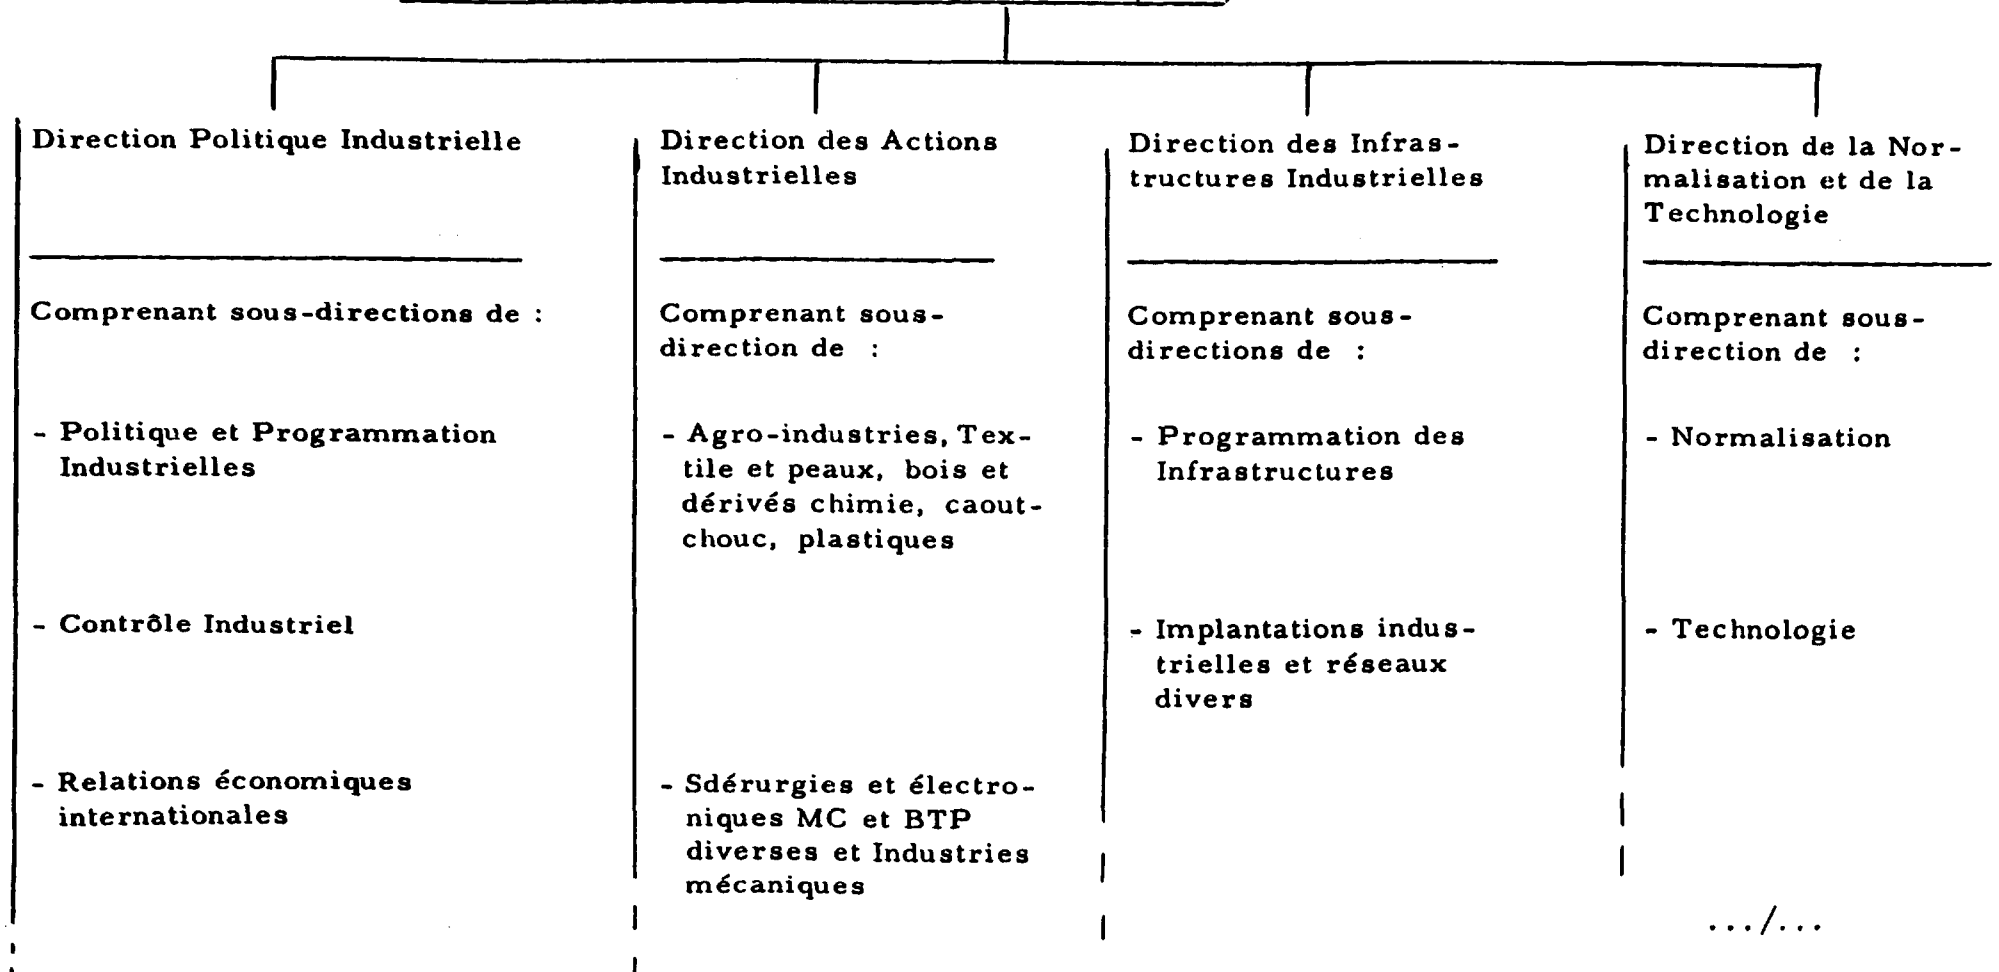 Direction Politique Industrielle
Comprenant sous-directions de :
- Politique et Programmation
Industrielles
- Contrôle Industriel
- Relations économiques
internationales
Direction des Actions
Industrielles
Comprenant sous-
direction de :
- Agro-industries, Tex-
tile et peaux, bois et
dérivés chimie, caout-
chouc, plastiques
- Sdérurgies et électro-
niques MC et BTP
diverses et Industries
mécaniques
Direction des Infras-
tructures Industrielles
Comprenant sous-
directions de :
- Programmation des
Infrastructures
- Implantations indus-
trielles et réseaux
divers
Direction de la Nor-
malisation et de la
Technologie
Comprenant sous-
direction de :
- Normalisation
- Technologie
.../...